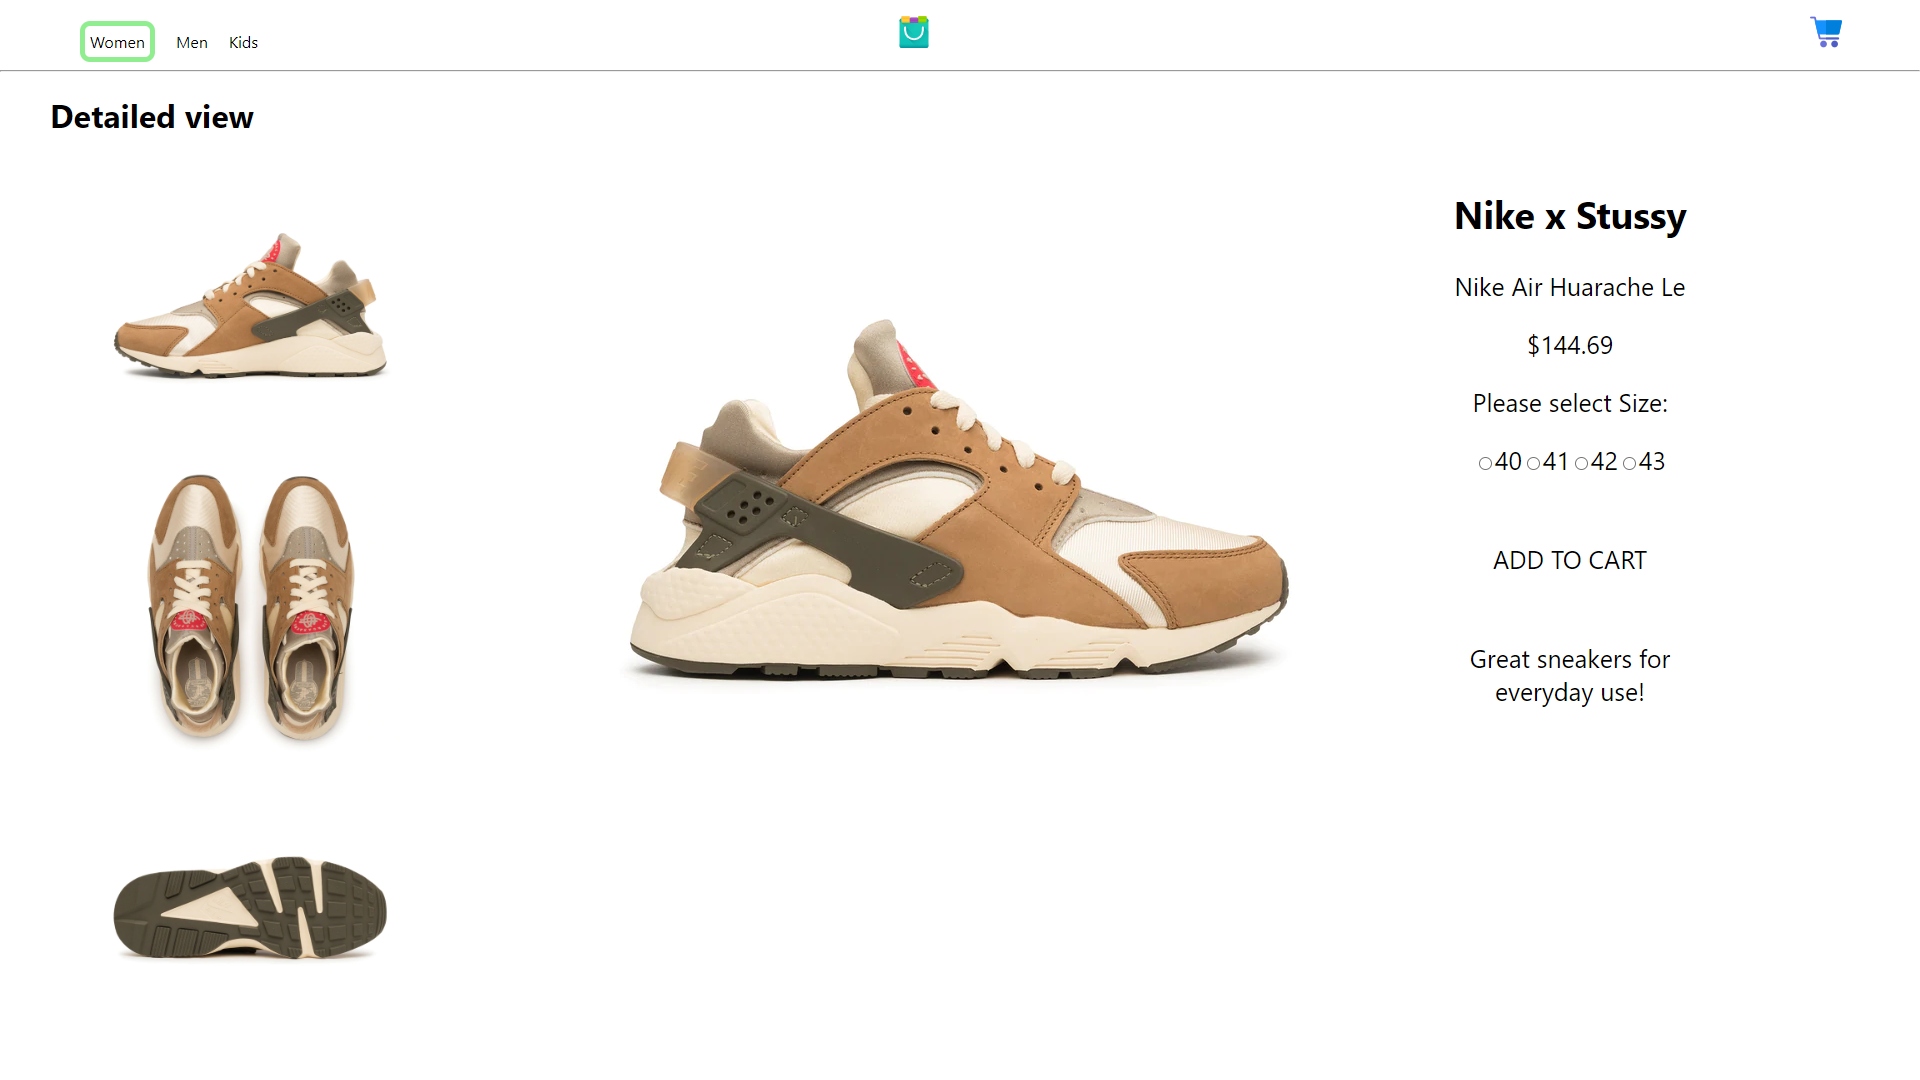 Women Men Kids
Detailed view
Nike x Stussy
Nike Air Huarache Le
$144.69
Please select Size:
40 41 42 43
ADD TO CART
Great sneakers for
everyday use!